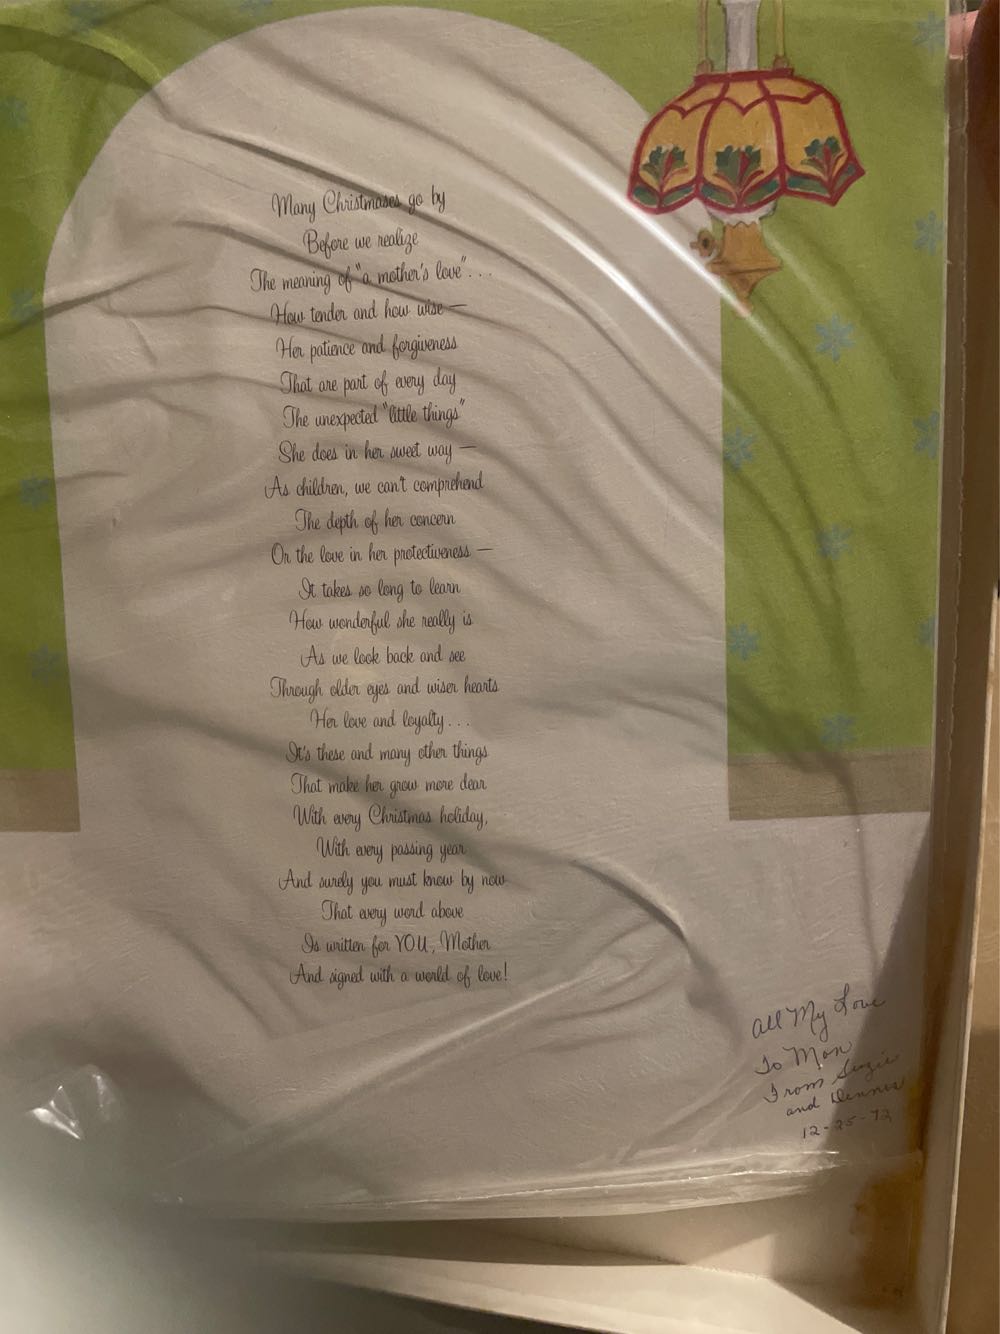 Many Christmases go by
Before we realize
The meaning of "a mother's love"...
How tender and how wise —
Her patience and forgiveness
That are part of every day
The unexpected "little things"
She does in her sweet way —
As children, we can't comprehend
The depth of her concern
Or the love in her protectiveness —
It takes so long to learn
How wonderful she really is
As we look back and see
Through older eyes and wiser hearts
Her love and loyalty...
It's these and many other things
That make her grow more dear
With every Christmas holiday,
With every passing year
And surely you must know by now
That every word above
Is written for YOU, Mother
And signed with a world of love!
All My Love
To Mom
From Suzie
and Dennis
12-25-72